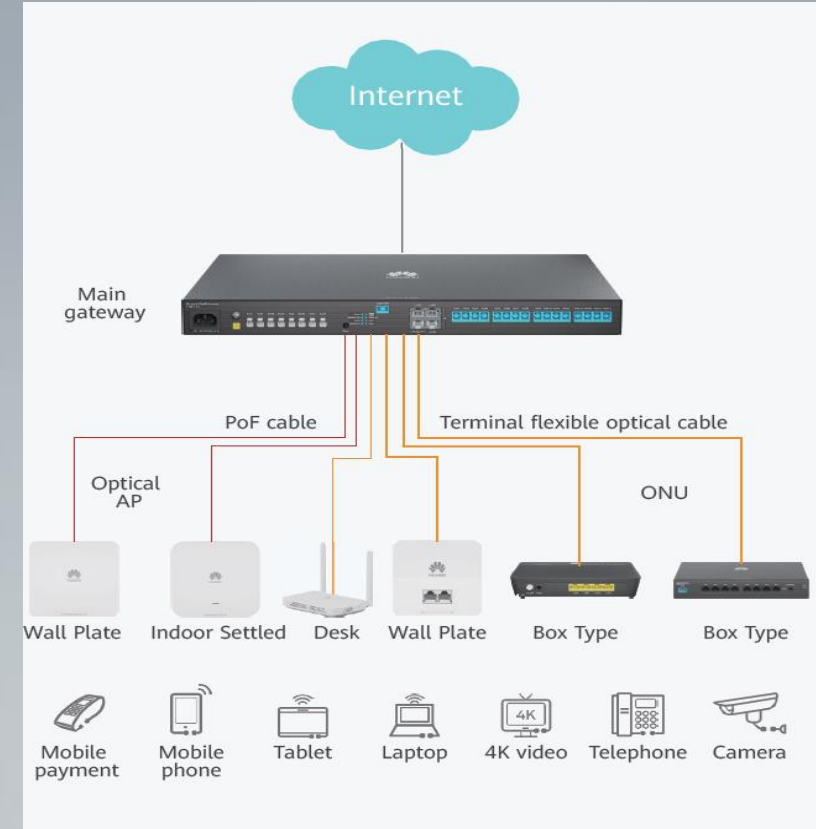 Internet
Main
gateway
PoF cable
Terminal flexible optical cable
Optical
AP
ONU
Wall Plate
Indoor Settled
Desk
Wall Plate
Box Type
Box Type
4K
Mobile
payment
Mobile
phone
Tablet
Laptop
4K video
Telephone
Camera